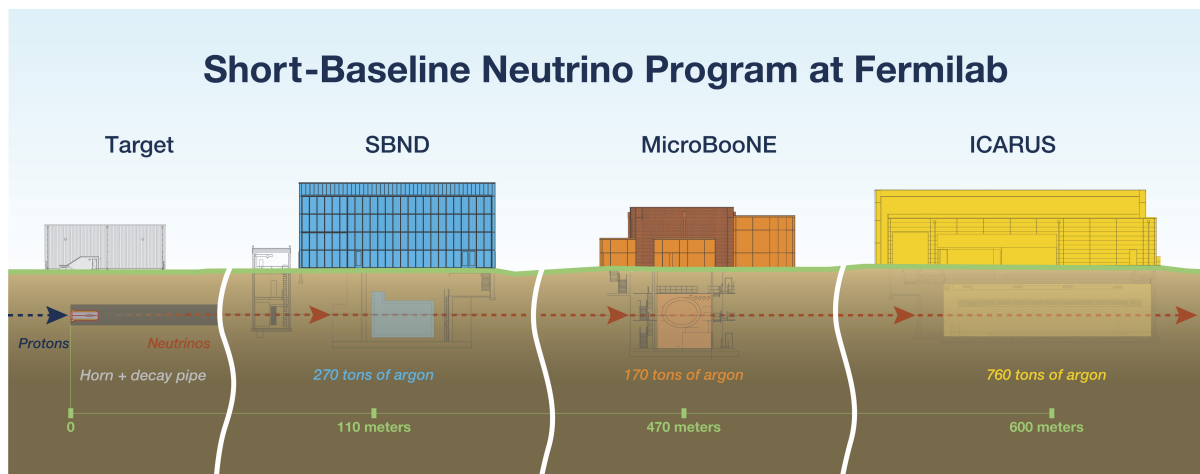 Short-Baseline Neutrino Program at Fermilab
Target
SBND
MicroBooNE
ICARUS
Protons
Neutrinos
Horn + decay pipe
270 tons of argon
170 tons of argon
760 tons of argon
0
110 meters
470 meters
600 meters